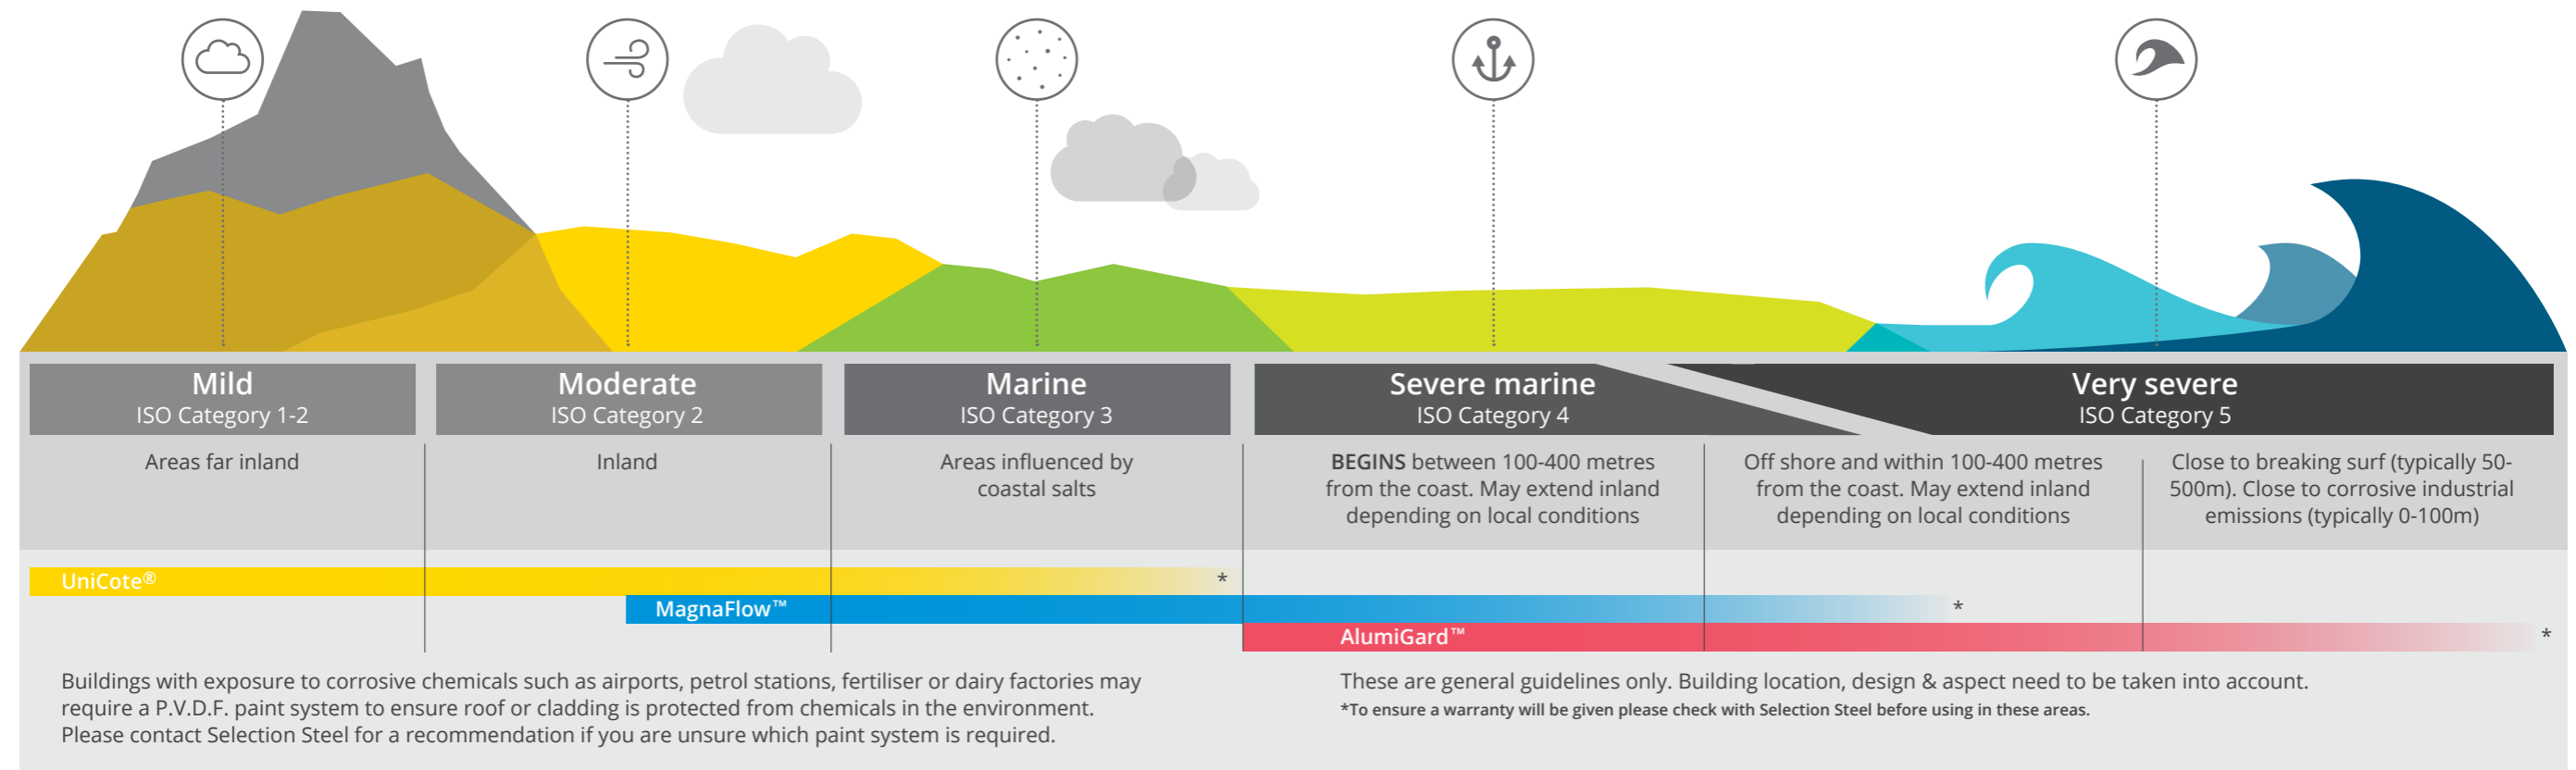 Mild
ISO Category 1-2
Moderate
ISO Category 2
Marine
ISO Category 3
Severe marine
ISO Category 4
Very severe
ISO Category 5
Areas far inland
Inland
Areas influenced by
coastal salts
BEGINS between 100-400 metres
from the coast. May extend inland
depending on local conditions
Off shore and within 100-400 metres
from the coast. May extend inland
depending on local conditions
Close to breaking surf (typically 50-
500m). Close to corrosive industrial
emissions (typically 0-100m)
UniCote®
*
MagnaFlow™
*
AlumiGard™
*
Buildings with exposure to corrosive chemicals such as airports, petrol stations, fertiliser or dairy factories may
require a P.V.D.F. paint system to ensure roof or cladding is protected from chemicals in the environment.
Please contact Selection Steel for a recommendation if you are unsure which paint system is required.
These are general guidelines only. Building location, design & aspect need to be taken into account.
*To ensure a warranty will be given please check with Selection Steel before using in these areas.